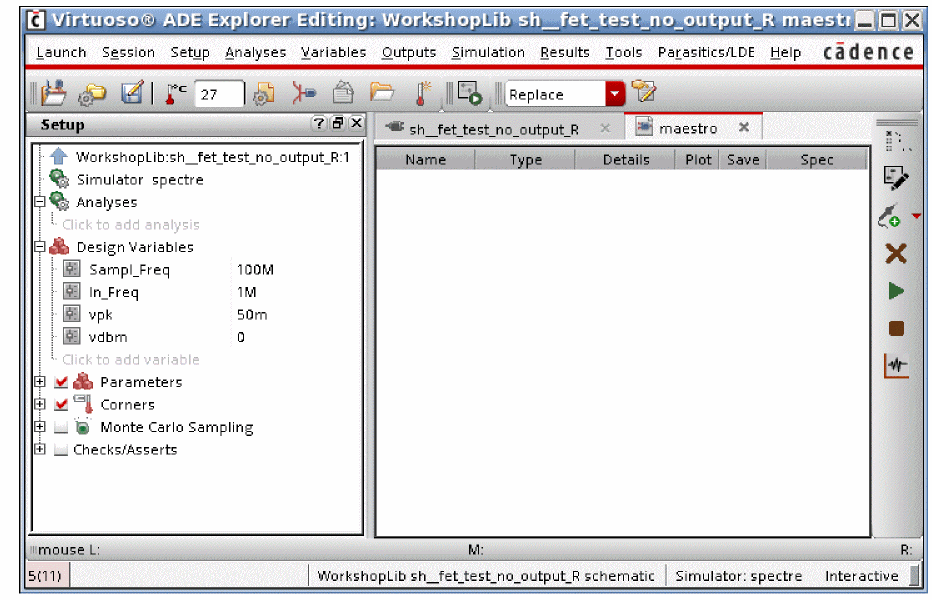 Virtuoso® ADE Explorer Editing: WorkshopLib sh__fet_test_no_output_R maestr
Launch Session Setup Analyses Variables Outputs Simulation Results Tools Parasitics/LDE Help cādence
27 Replace
Setup
sh__fet_test_no_output_R maestro
WorkshopLib:sh__fet_test_no_output_R:1
Name Type Details Plot Save Spec
Simulator spectre
Analyses
Click to add analysis
Design Variables
Sampl_Freq 100M
In_Freq 1M
vpk 50m
vdbm 0
Click to add variable
Parameters
Corners
Monte Carlo Sampling
Checks/Asserts
mouse L: M: R:
5(11) WorkshopLib sh__fet_test_no_output_R schematic Simulator: spectre Interactive